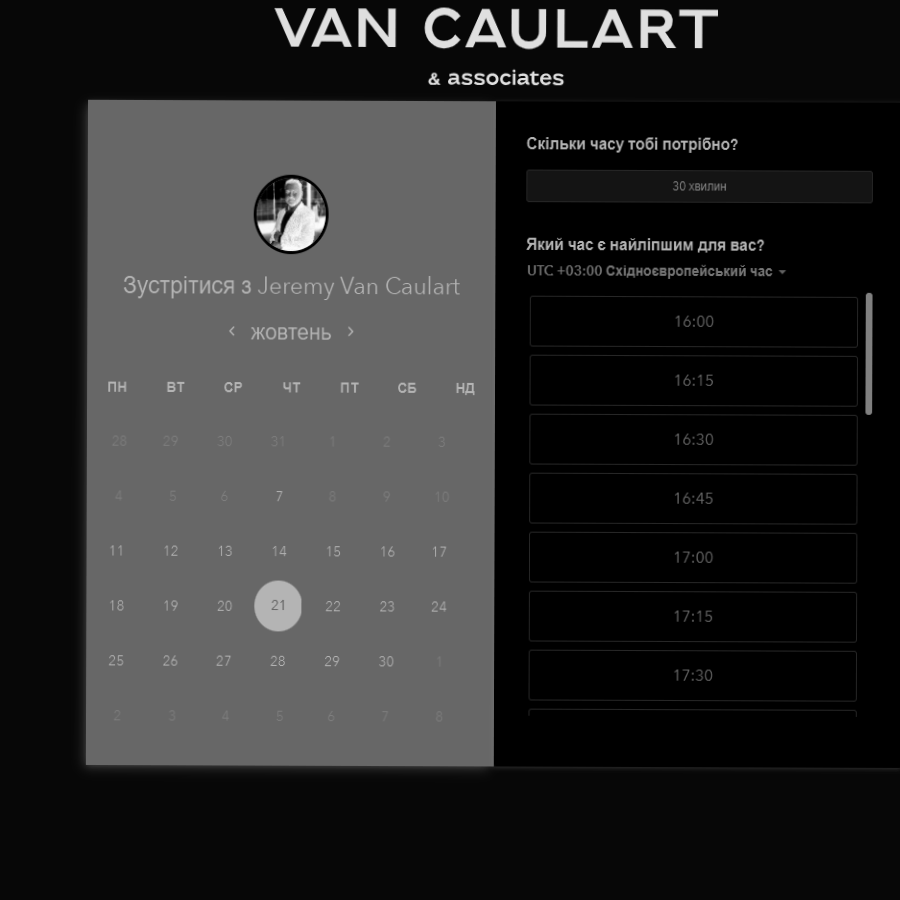 VAN CAULART
& associates
Зустрітися з Jeremy Van Caulart
жовтень
ПН ВТ СР ЧТ ПТ СБ НД
28 29 30 31 1 2 3
4 5 6 7 8 9 10
11 12 13 14 15 16 17
18 19 20 21 22 23 24
25 26 27 28 29 30 1
2 3 4 5 6 7 8
Скільки часу тобі потрібно?
30 хвилин
Який час є найліпшим для вас?
UTC +03:00 Східноєвропейський час
16:00
16:15
16:30
16:45
17:00
17:15
17:30